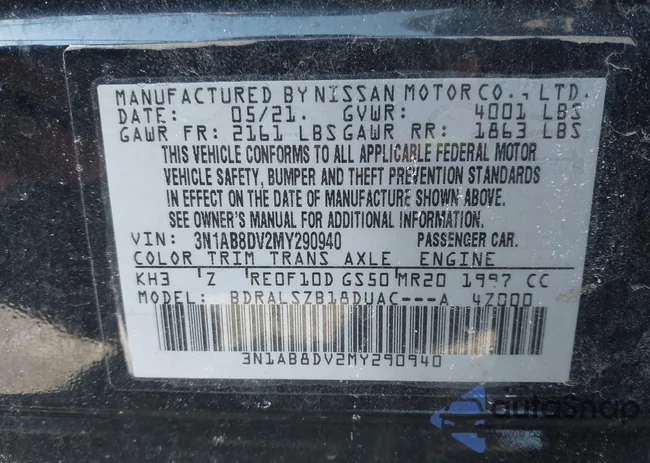 MANUFACTURED BY NISSAN MOTOR CO., LTD.
DATE: 05/21. GVWR: 4001 LBS
GAWR FR: 2161 LBS GAWR RR: 1863 LBS
THIS VEHICLE CONFORMS TO ALL APPLICABLE FEDERAL MOTOR
VEHICLE SAFETY, BUMPER AND THEFT PREVENTION STANDARDS
IN EFFECT ON THE DATE OF MANUFACTURE SHOWN ABOVE.
SEE OWNER'S MANUAL FOR ADDITIONAL INFORMATION.
VIN: 3N1AB8DV2MY290940 PASSENGER CAR.
COLOR TRIM TRANS AXLE ENGINE
KH3 Z RE0F10D GS50 MR20 1997 CC
MODEL: BDRALSZB18DUAC---A 4Z000
3N1AB8DV2MY290940
autoSnap